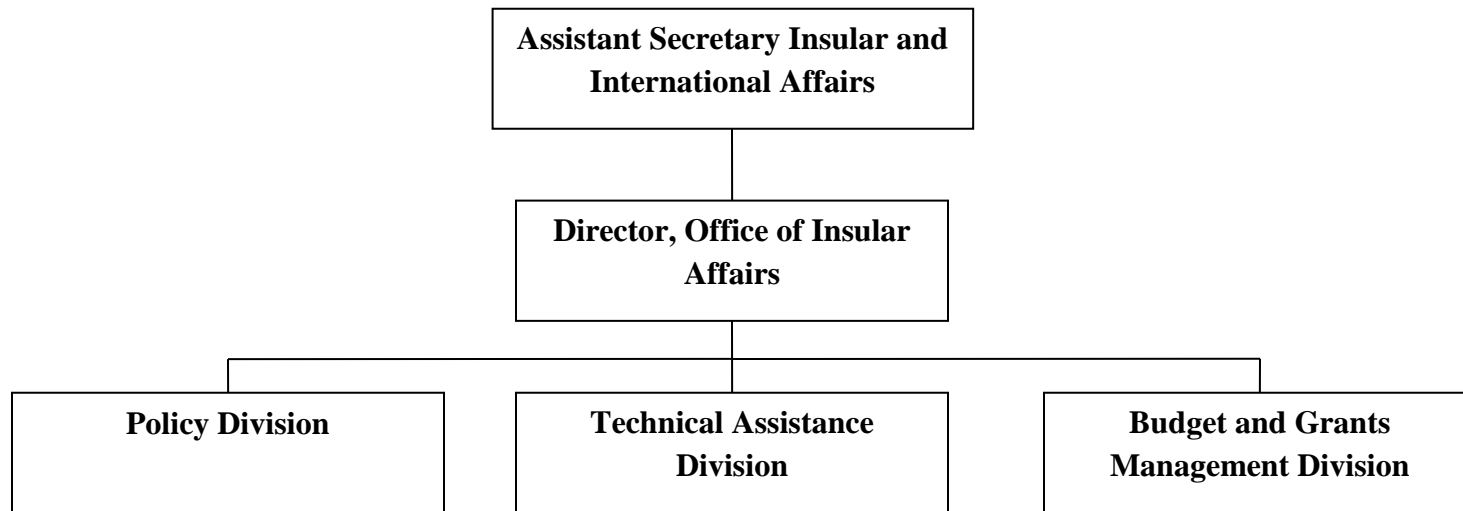 Assistant Secretary Insular and
International Affairs
Director, Office of Insular
Affairs
Policy Division
Technical Assistance
Division
Budget and Grants
Management Division